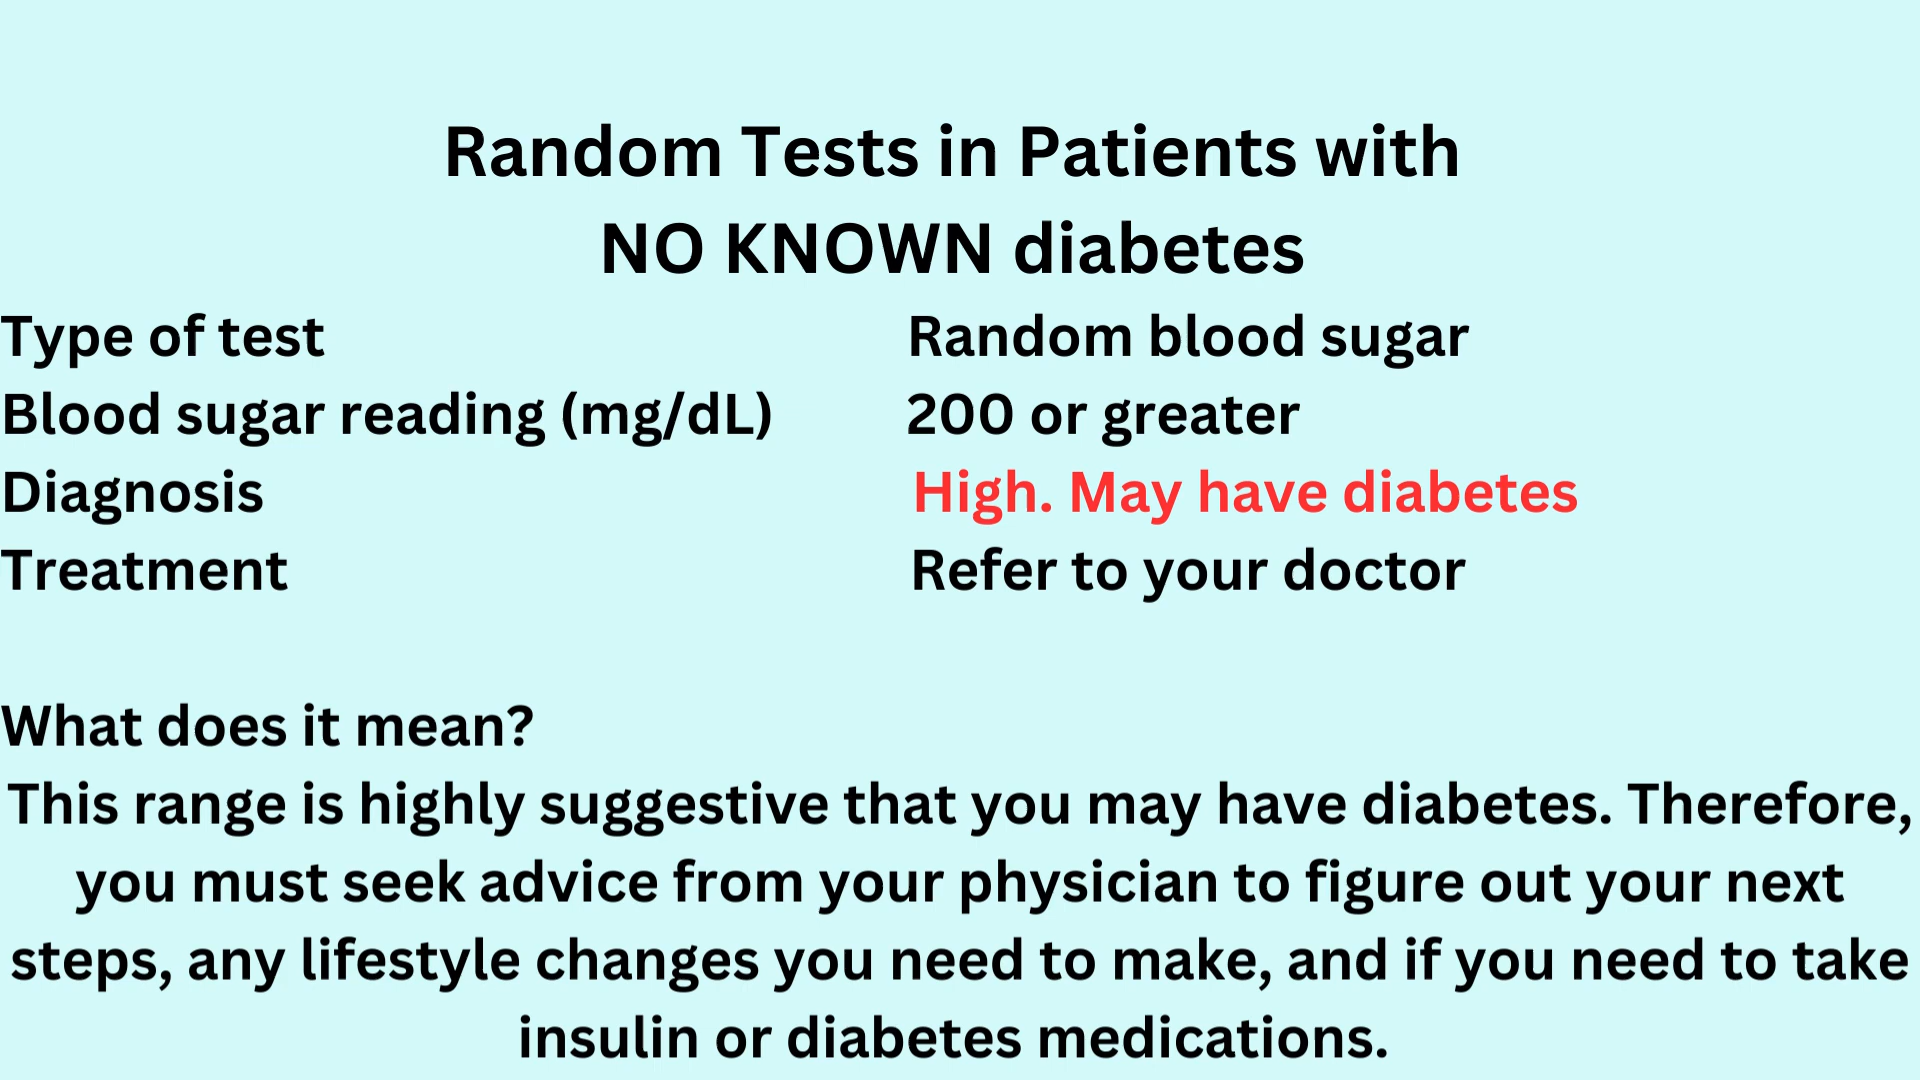 Random Tests in Patients with
NO KNOWN diabetes
Type of test Random blood sugar
Blood sugar reading (mg/dL) 200 or greater
Diagnosis High. May have diabetes
Treatment Refer to your doctor
What does it mean?
This range is highly suggestive that you may have diabetes. Therefore,
you must seek advice from your physician to figure out your next
steps, any lifestyle changes you need to make, and if you need to take
insulin or diabetes medications.